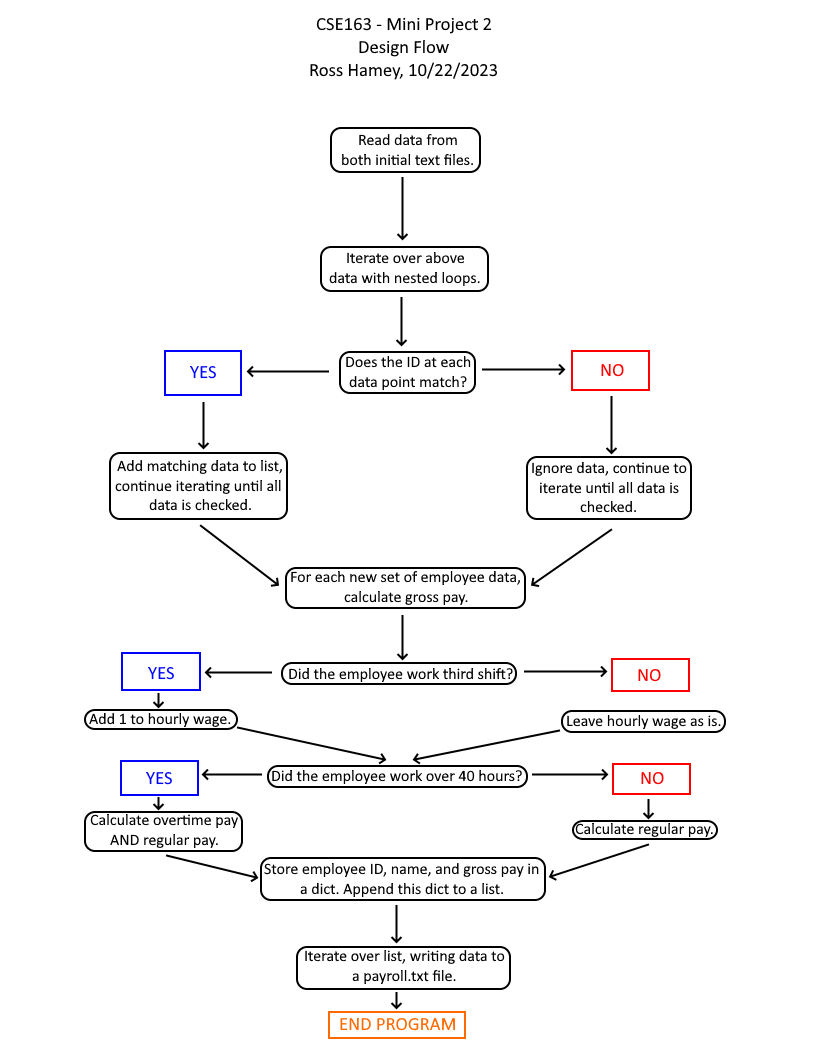 CSE163 - Mini Project 2
Design Flow
Ross Hamey, 10/22/2023
Read data from
both initial text files.
Iterate over above
data with nested loops.
Does the ID at each
data point match?
YES
NO
Add matching data to list,
continue iterating until all
data is checked.
Ignore data, continue to
iterate until all data is
checked.
For each new set of employee data,
calculate gross pay.
Did the employee work third shift?
YES
NO
Add 1 to hourly wage.
Leave hourly wage as is.
Did the employee work over 40 hours?
YES
NO
Calculate overtime pay
AND regular pay.
Calculate regular pay.
Store employee ID, name, and gross pay in
a dict. Append this dict to a list.
Iterate over list, writing data to
a payroll.txt file.
END PROGRAM